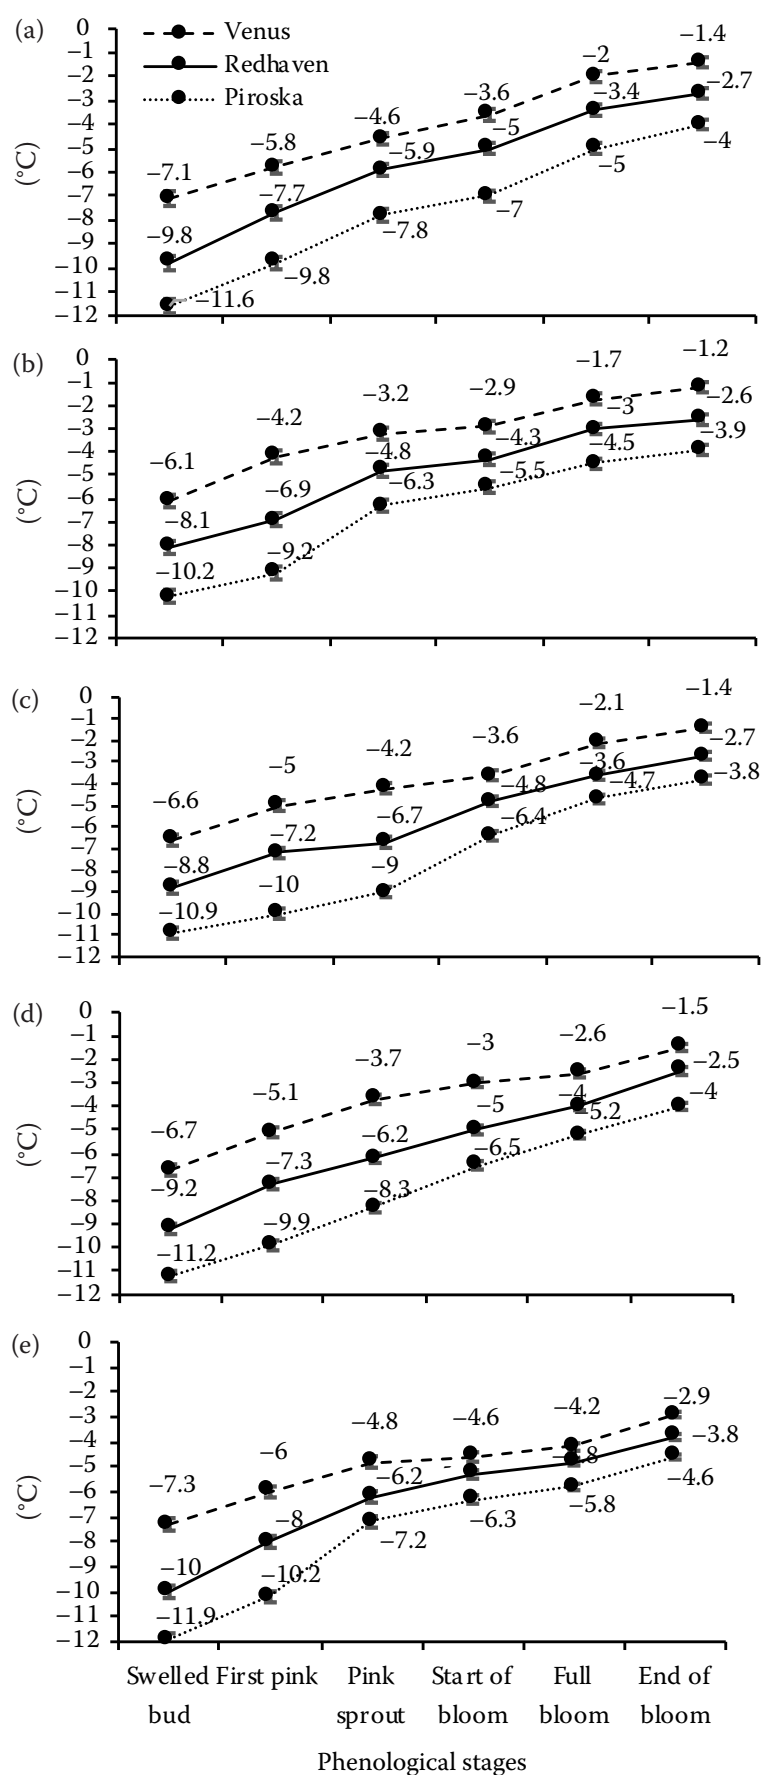 (a)
0
−1
−2
−3
−4
−5
−6
−7
−8
−9
−10
−11
−12
(°C)
Venus
Redhaven
Piroska
−7.1 −5.8 −4.6 −3.6 −2 −1.4
−9.8 −7.7 −5.9 −5 −3.4 −2.7
−11.6 −9.8 −7.8 −7 −5 −4
(b)
0
−1
−2
−3
−4
−5
−6
−7
−8
−9
−10
−11
−12
(°C)
−6.1 −4.2 −3.2 −2.9 −1.7 −1.2
−8.1 −6.9 −4.8 −4.3 −3 −2.6
−10.2 −9.2 −6.3 −5.5 −4.5 −3.9
(c)
0
−1
−2
−3
−4
−5
−6
−7
−8
−9
−10
−11
−12
(°C)
−6.6 −5 −4.2 −3.6 −2.1 −1.4
−8.8 −7.2 −6.7 −4.8 −3.6 −2.7
−10.9 −10 −9 −6.4 −4.7 −3.8
(d)
0
−1
−2
−3
−4
−5
−6
−7
−8
−9
−10
−11
−12
(°C)
−6.7 −5.1 −3.7 −3 −2.6 −1.5
−9.2 −7.3 −6.2 −5 −4 −2.5
−11.2 −9.9 −8.3 −6.5 −5.2 −4
(e)
0
−1
−2
−3
−4
−5
−6
−7
−8
−9
−10
−11
−12
(°C)
−7.3 −6 −4.8 −4.6 −4.2 −2.9
−10 −8 −6.2 −3.8
−11.9 −10.2 −7.2 −6.3 −5.8 −4.6
Swelled bud
First pink
Pink sprout
Start of bloom
Full bloom
End of bloom
Phenological stages